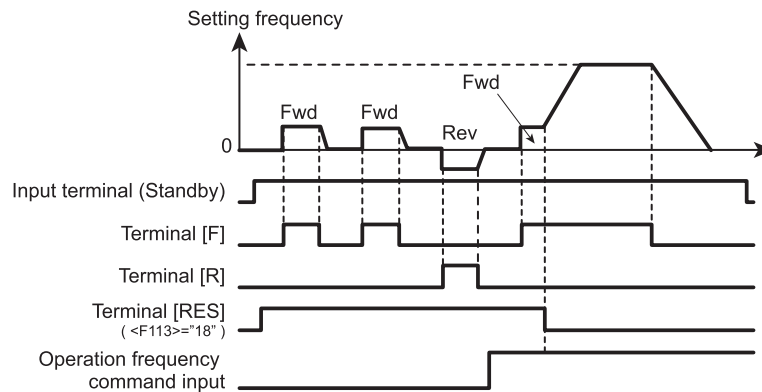 Setting frequency
Fwd
Fwd
Fwd
Rev
0
Input terminal (Standby)
Terminal [F]
Terminal [R]
Terminal [RES]
( <F113>="18" )
Operation frequency
command input